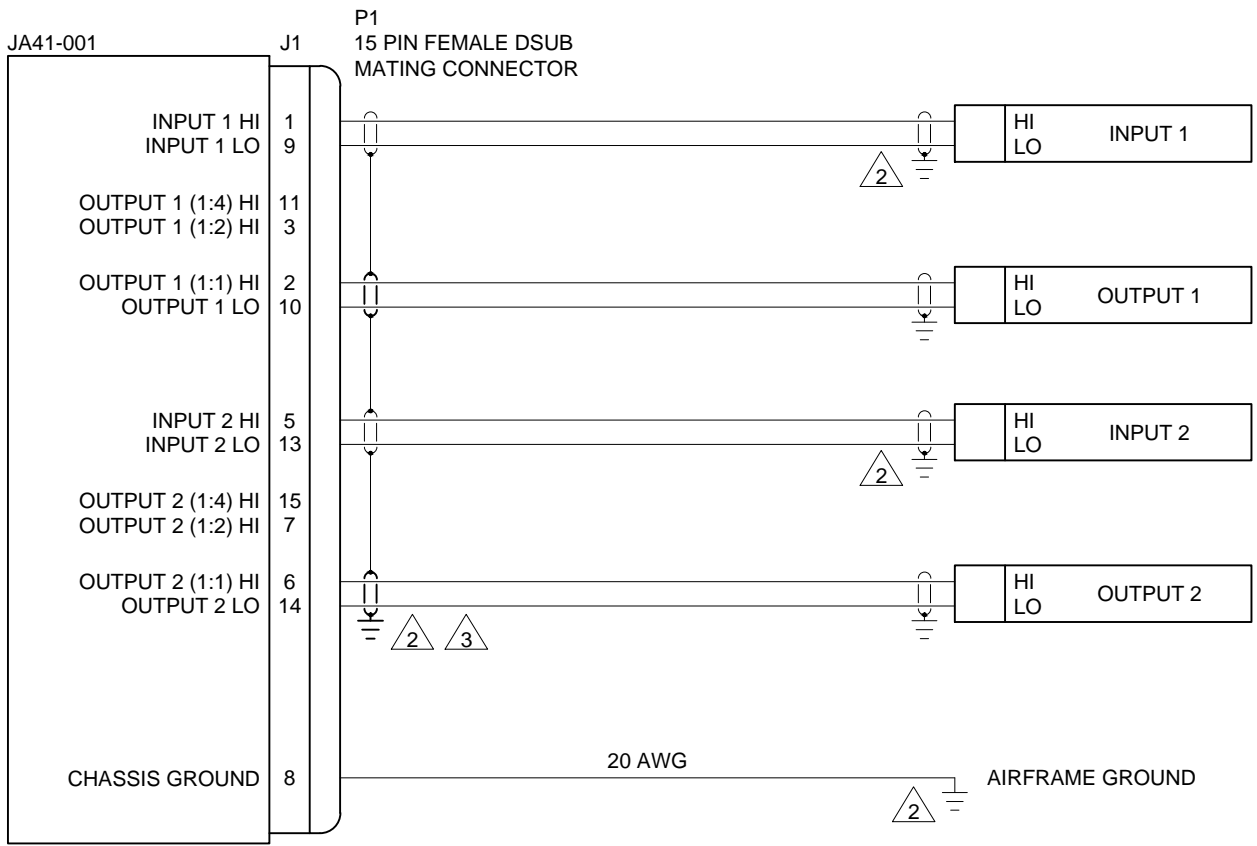 P1
JA41-001 J1 15 PIN FEMALE DSUB
MATING CONNECTOR
INPUT 1 HI 1 HI INPUT 1
INPUT 1 LO 9 LO
2
OUTPUT 1 (1:4) HI 11
OUTPUT 1 (1:2) HI 3
OUTPUT 1 (1:1) HI 2 HI OUTPUT 1
OUTPUT 1 LO 10 LO
INPUT 2 HI 5 HI INPUT 2
INPUT 2 LO 13 LO
2
OUTPUT 2 (1:4) HI 15
OUTPUT 2 (1:2) HI 7
OUTPUT 2 (1:1) HI 6 HI OUTPUT 2
OUTPUT 2 LO 14 LO
2 3
20 AWG
CHASSIS GROUND 8 AIRFRAME GROUND
2